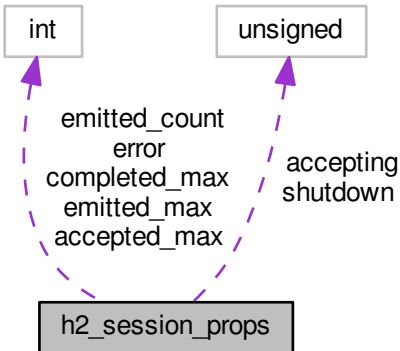 int
unsigned
emitted_count
error
completed_max
emitted_max
accepted_max
accepting
shutdown
h2_session_props